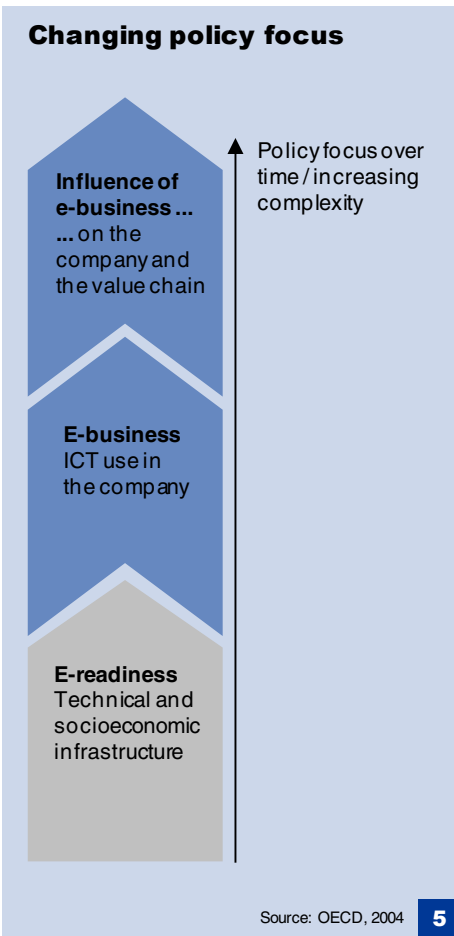 Changing policy focus
Policy focus over
time / increasing
complexity
Influence of
e-business ...
... on the
company and
the value chain
E-business
ICT use in
the company
E-readiness
Technical and
socioeconomic
infrastructure
Source: OECD, 2004
5